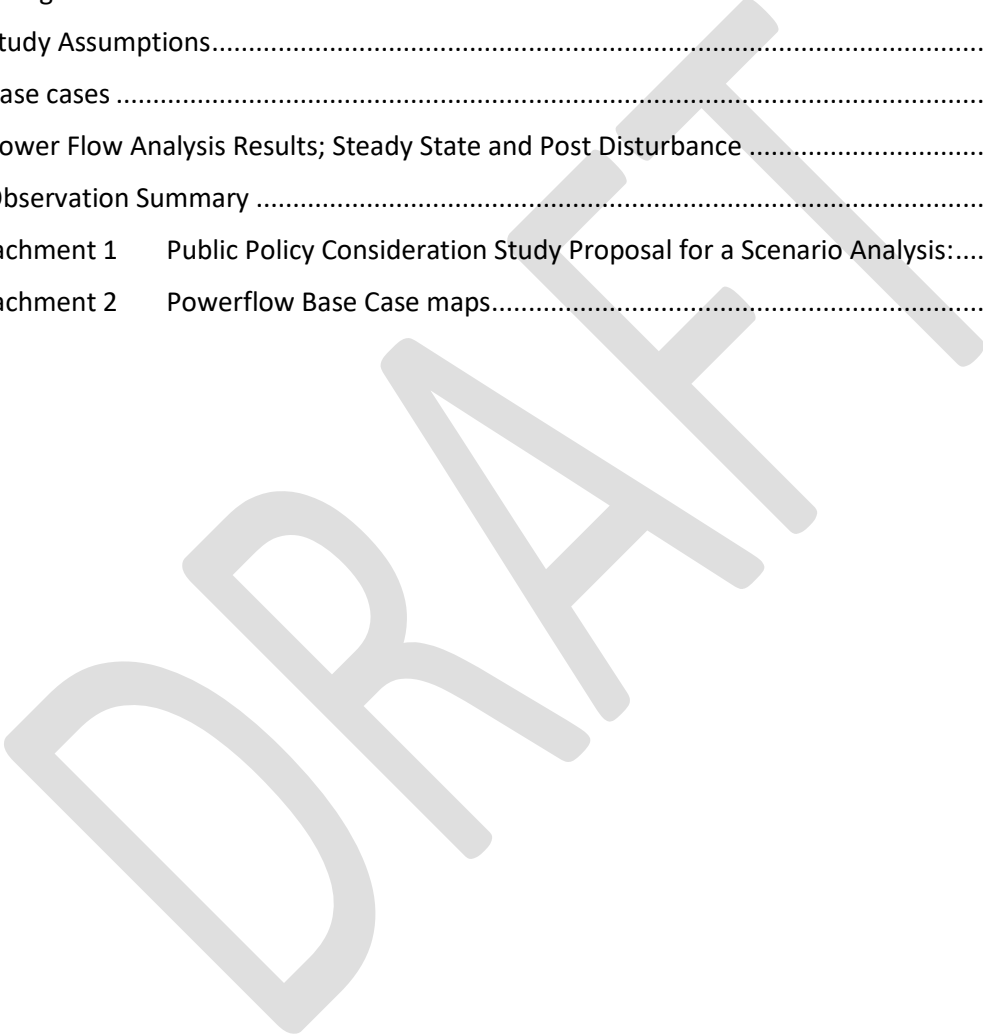 tudy Assumptions..........................................................................................................
ase cases ........................................................................................................................
ower Flow Analysis Results; Steady State and Post Disturbance ................................
bservation Summary .....................................................................................................
achment 1 Public Policy Consideration Study Proposal for a Scenario Analysis:....
achment 2 Powerflow Base Case maps....................................................................
DRAFT